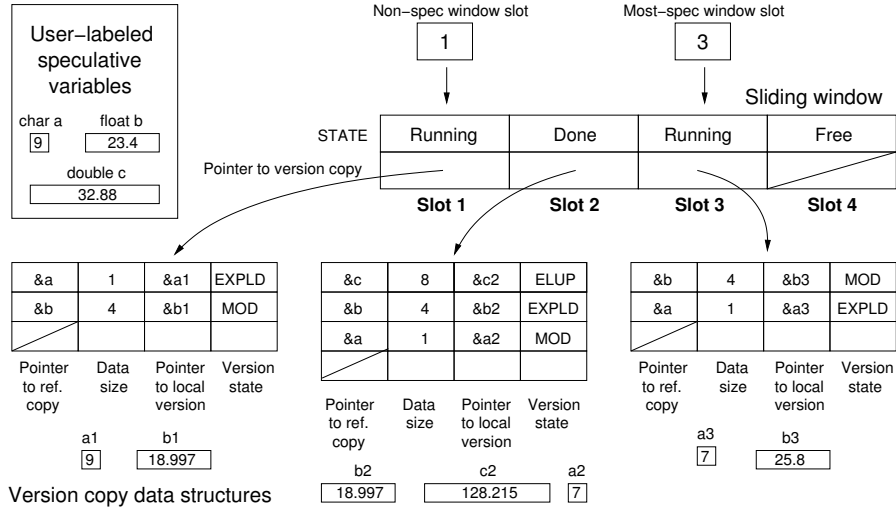 Non-spec window slot
Most-spec window slot
1
3
User-labeled
speculative
variables
char a
float b
9
23.4
double c
32.88
Sliding window
STATE
Running
Done
Running
Free
Pointer to version copy
Slot 1
Slot 2
Slot 3
Slot 4
&a 1 &a1 EXPLD
&b 4 &b1 MOD
Pointer
to ref.
copy
Data
size
Pointer
to local
version
Version
state
a1
9
b1
18.997
&c 8 &c2 ELUP
&b 4 &b2 EXPLD
&a 1 &a2 MOD
Pointer
to ref.
copy
Data
size
Pointer
to local
version
Version
state
b2
18.997
c2
128.215
a2
7
&b 4 &b3 MOD
&a 1 &a3 EXPLD
Pointer
to ref.
copy
Data
size
Pointer
to local
version
Version
state
a3
7
b3
25.8
Version copy data structures